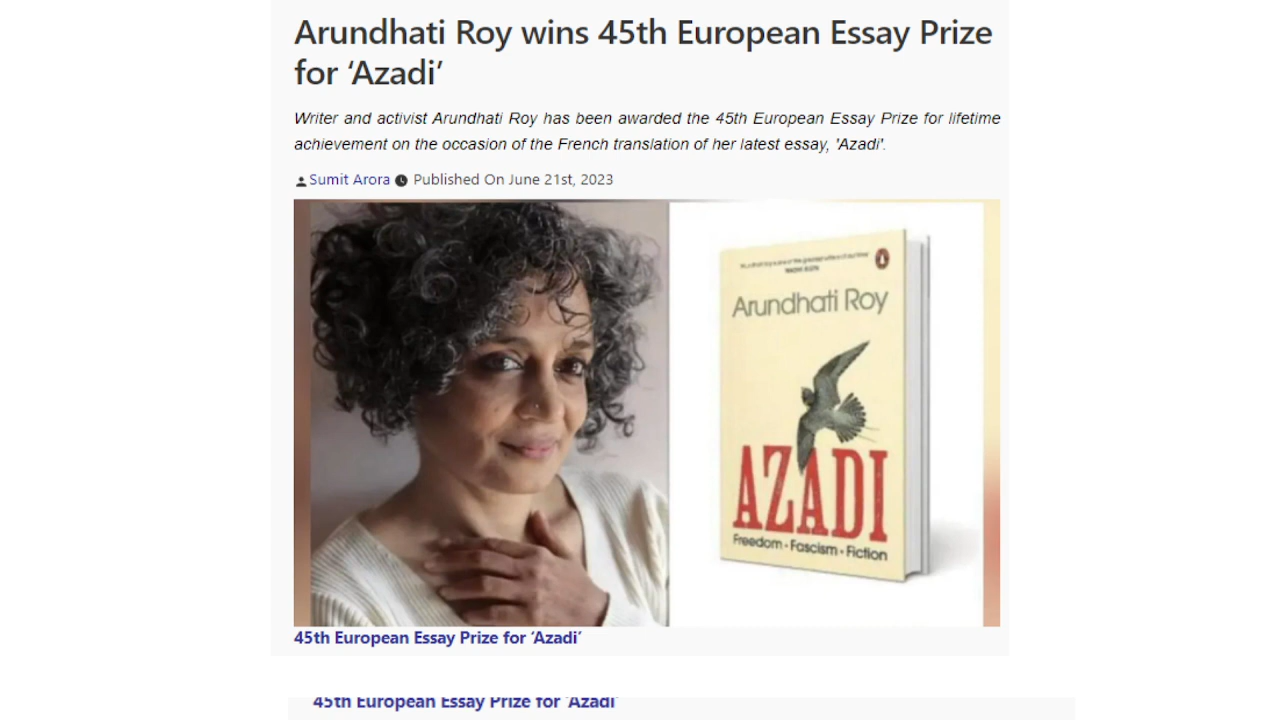 Arundhati Roy wins 45th European Essay Prize
for ‘Azadi’
Writer and activist Arundhati Roy has been awarded the 45th European Essay Prize for lifetime
achievement on the occasion of the French translation of her latest essay, 'Azadi'.
Sumit Arora Published On June 21st, 2023
Arundhati Roy
AZADI
Freedom • Fascism • Fiction
45th European Essay Prize for ‘Azadi’
45th European Essay Prize for ‘Azadi’